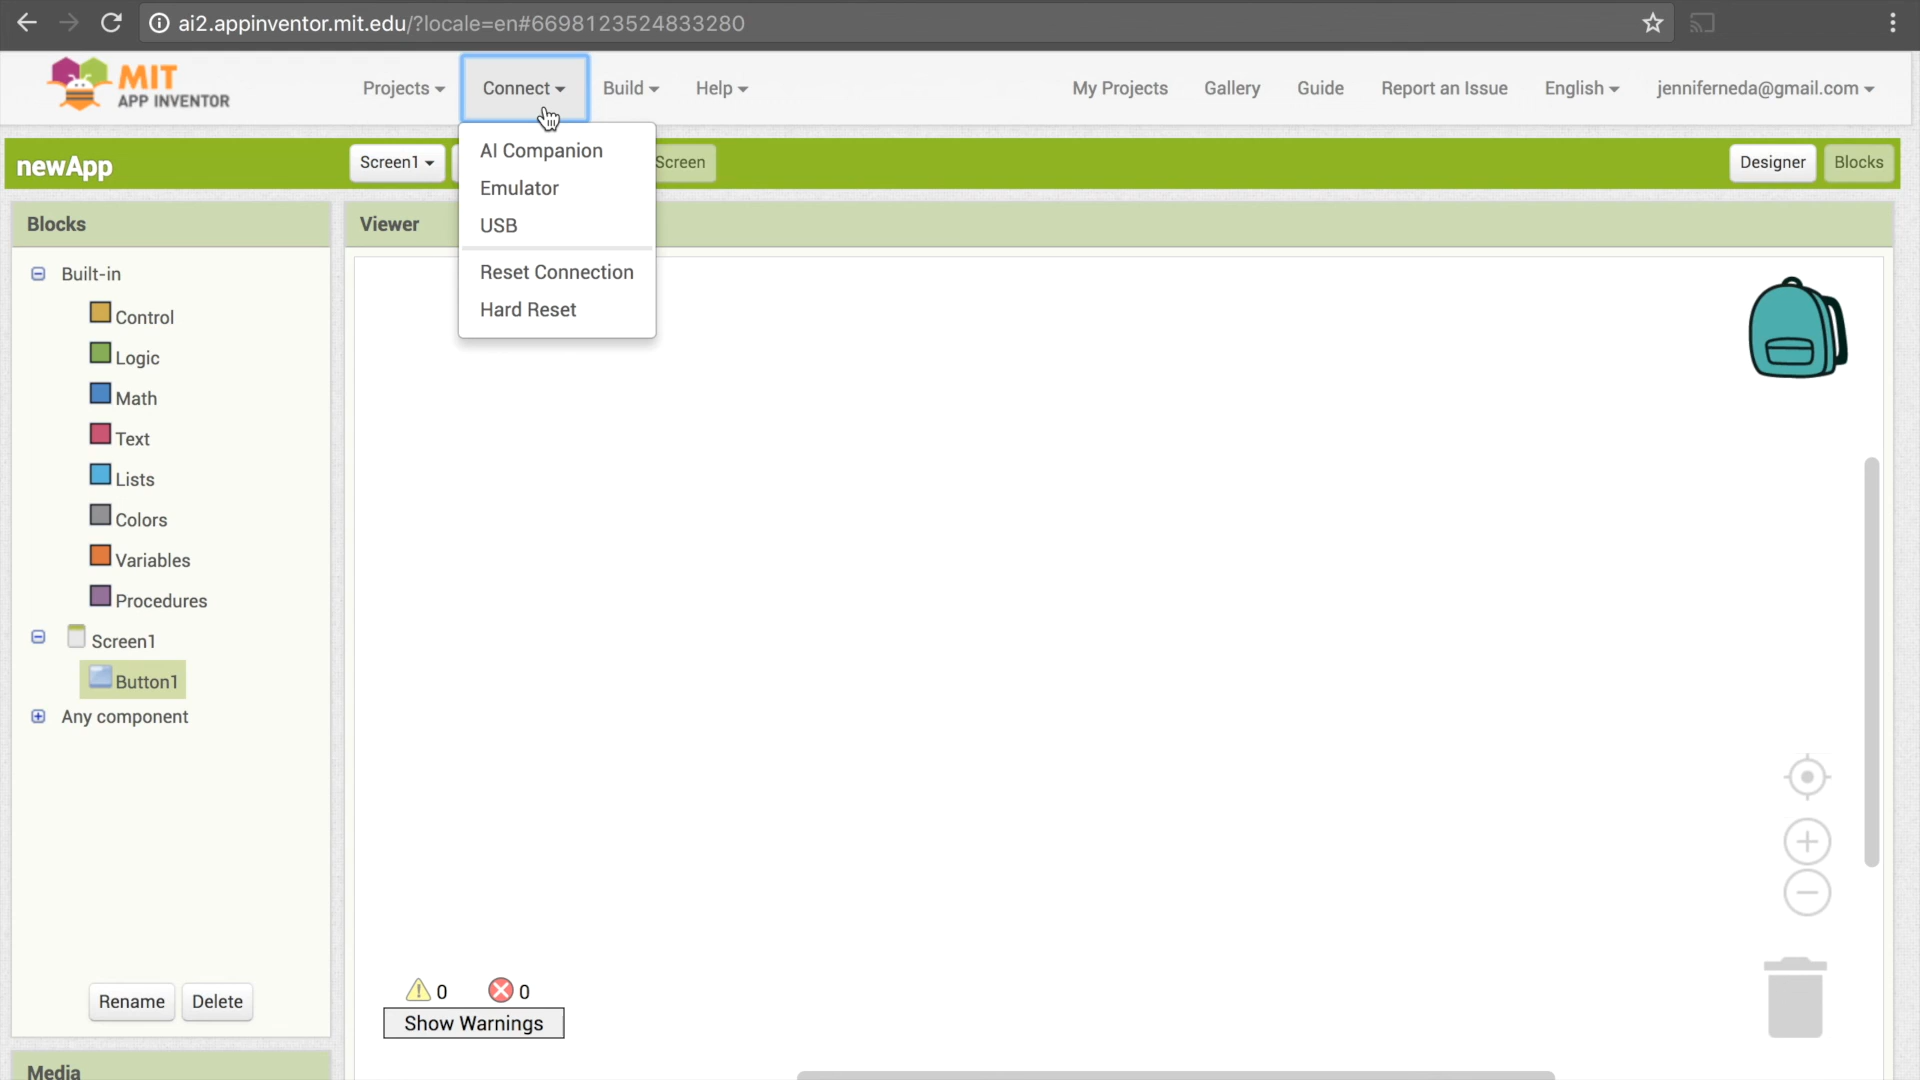 ai2.appinventor.mit.edu/?locale=en#6698123524833280
MIT
APP INVENTOR
Projects
Connect
Build
Help
My Projects
Gallery
Guide
Report an Issue
English
jenniferneda@gmail.com
AI Companion
Emulator
USB
Reset Connection
Hard Reset
newApp
Screen1
Screen
Designer
Blocks
Blocks
Viewer
Built-in
Control
Logic
Math
Text
Lists
Colors
Variables
Procedures
Screen1
Button1
Any component
Rename
Delete
0
0
Show Warnings
Media